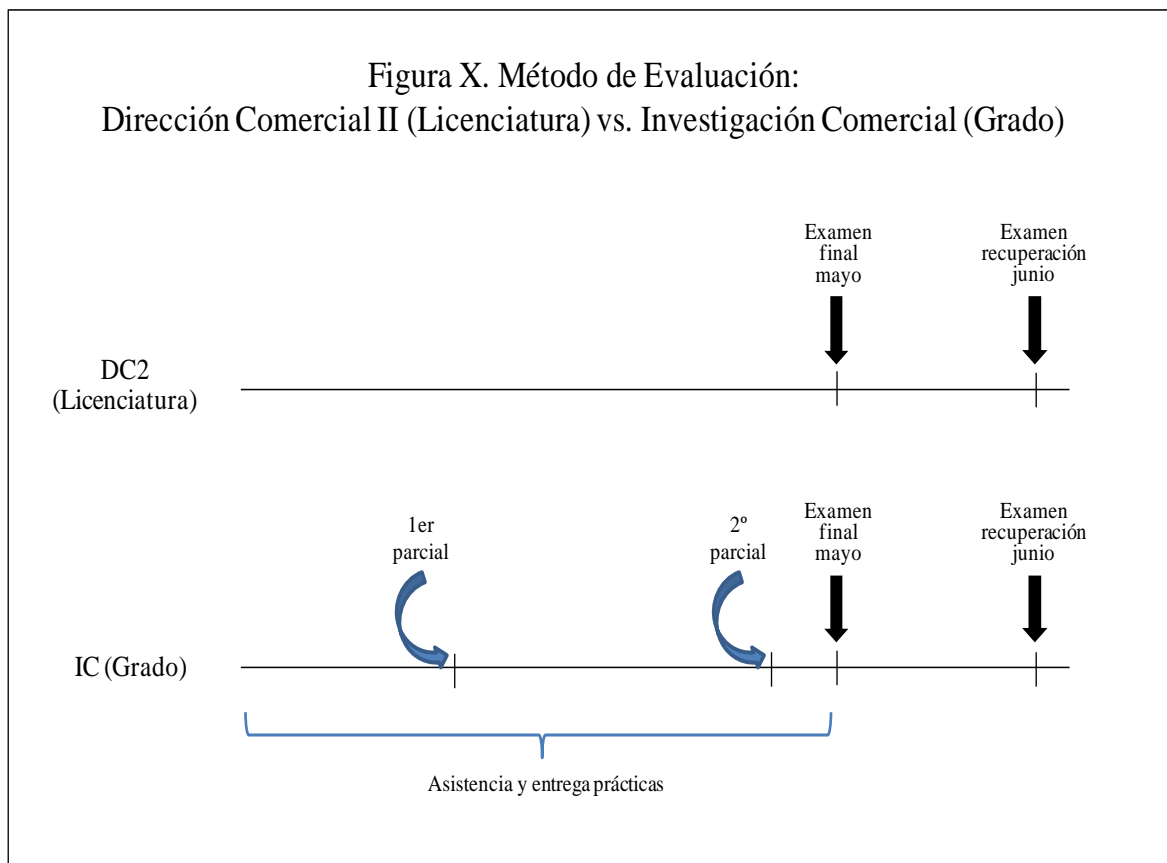 Figura X. Método de Evaluación:
Dirección Comercial II (Licenciatura) vs. Investigación Comercial (Grado)
Examen
final
mayo
Examen
recuperación
junio
DC2
(Licenciatura)
1er
parcial
2º
parcial
Examen
final
mayo
Examen
recuperación
junio
IC (Grado)
Asistencia y entrega prácticas